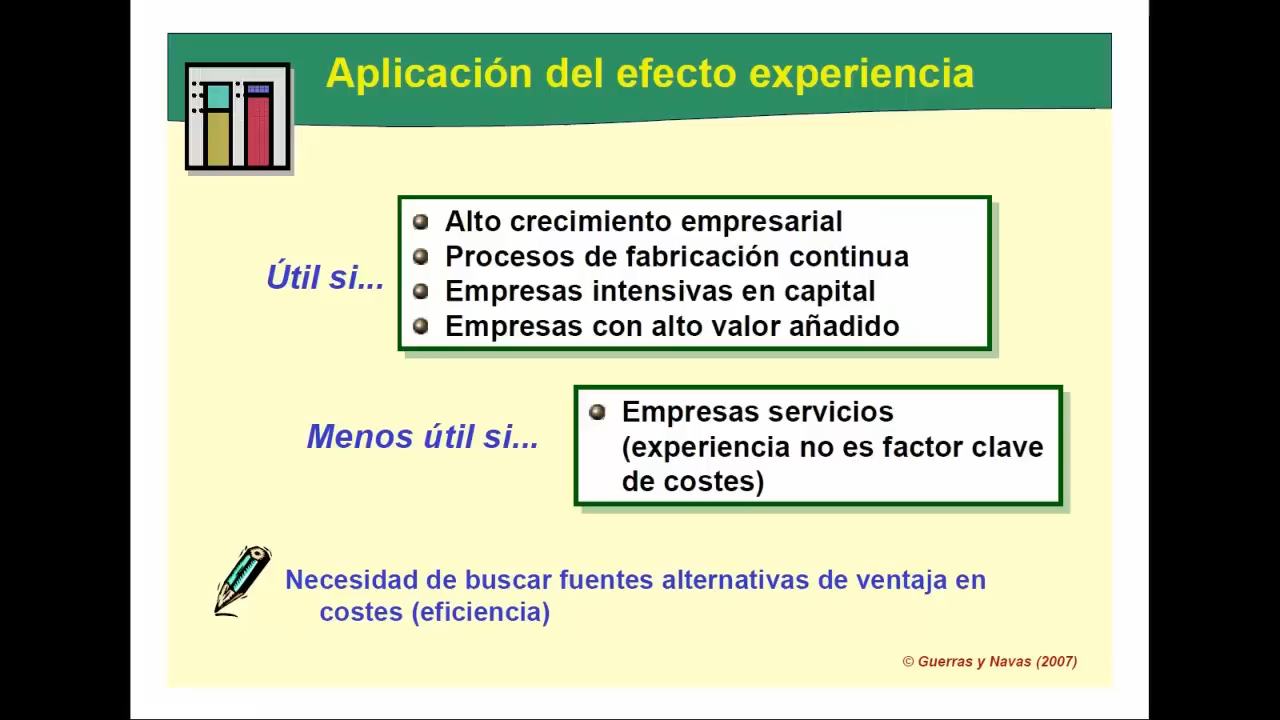 Aplicación del efecto experiencia
Útil si...
Alto crecimiento empresarial
Procesos de fabricación continua
Empresas intensivas en capital
Empresas con alto valor añadido
Menos útil si...
Empresas servicios
(experiencia no es factor clave
de costes)
Necesidad de buscar fuentes alternativas de ventaja en
costes (eficiencia)
© Guerras y Navas (2007)